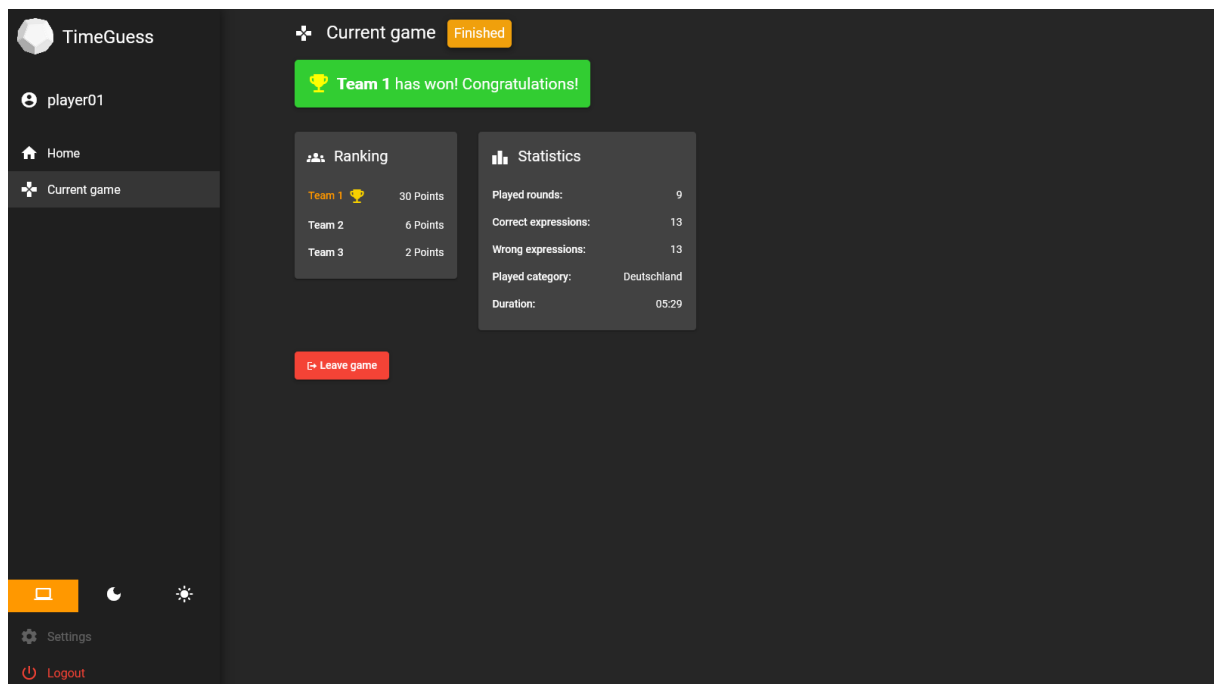 TimeGuess
player01
Home
Current game
Settings
Logout
Current game Finished
Team 1 has won! Congratulations!
Ranking
Team 1 30 Points
Team 2 6 Points
Team 3 2 Points
Statistics
Played rounds: 9
Correct expressions: 13
Wrong expressions: 13
Played category: Deutschland
Duration: 05:29
Leave game